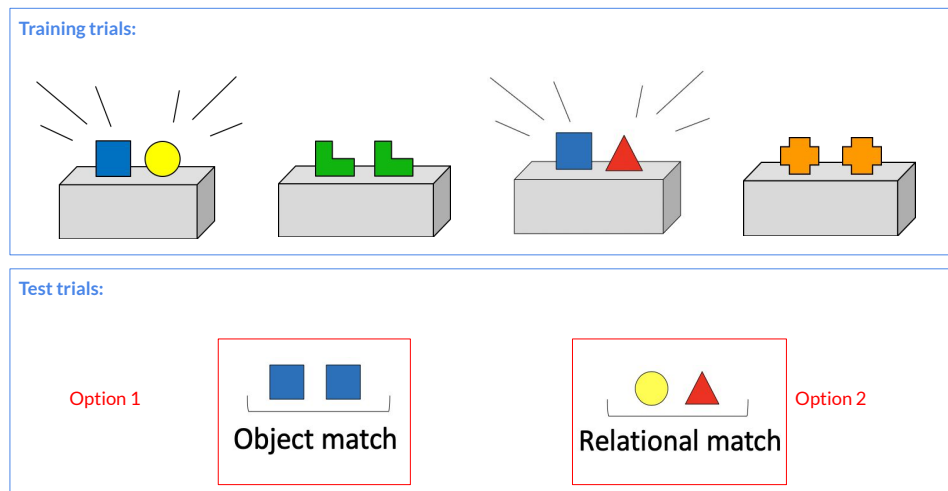 Training trials:
Test trials:
Option 1
Object match
Relational match
Option 2